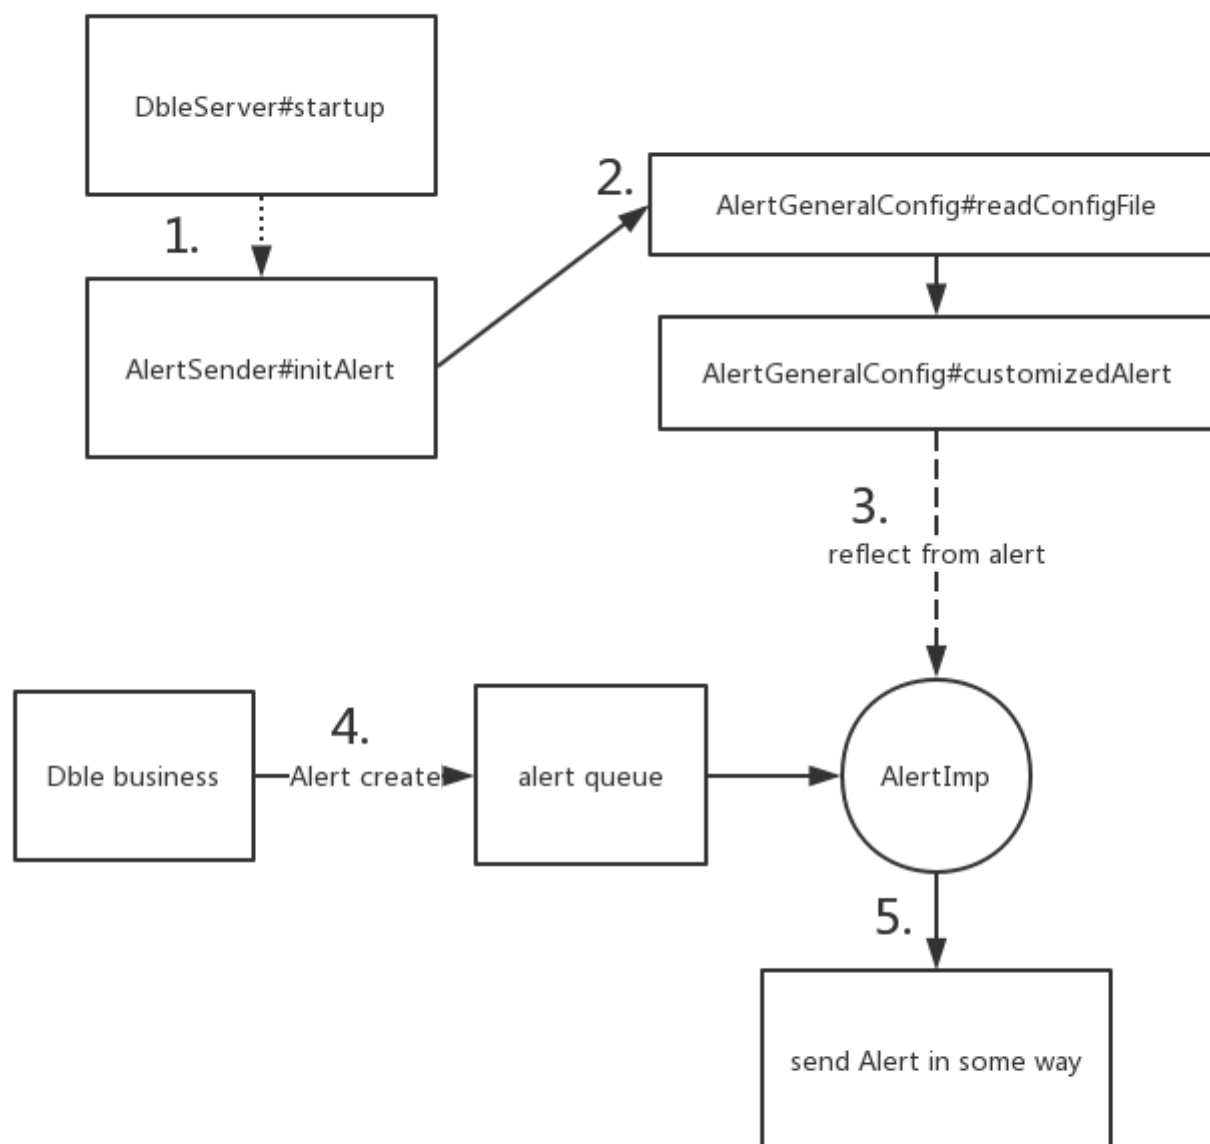 DbleServer#startup
1.
2.
AlertGeneralConfig#readConfigFile
AlertSender#initAlert
AlertGeneralConfig#customizedAlert
3.
reflect from alert
4.
Dble business
Alert create
alert queue
AlertImp
5.
send Alert in some way